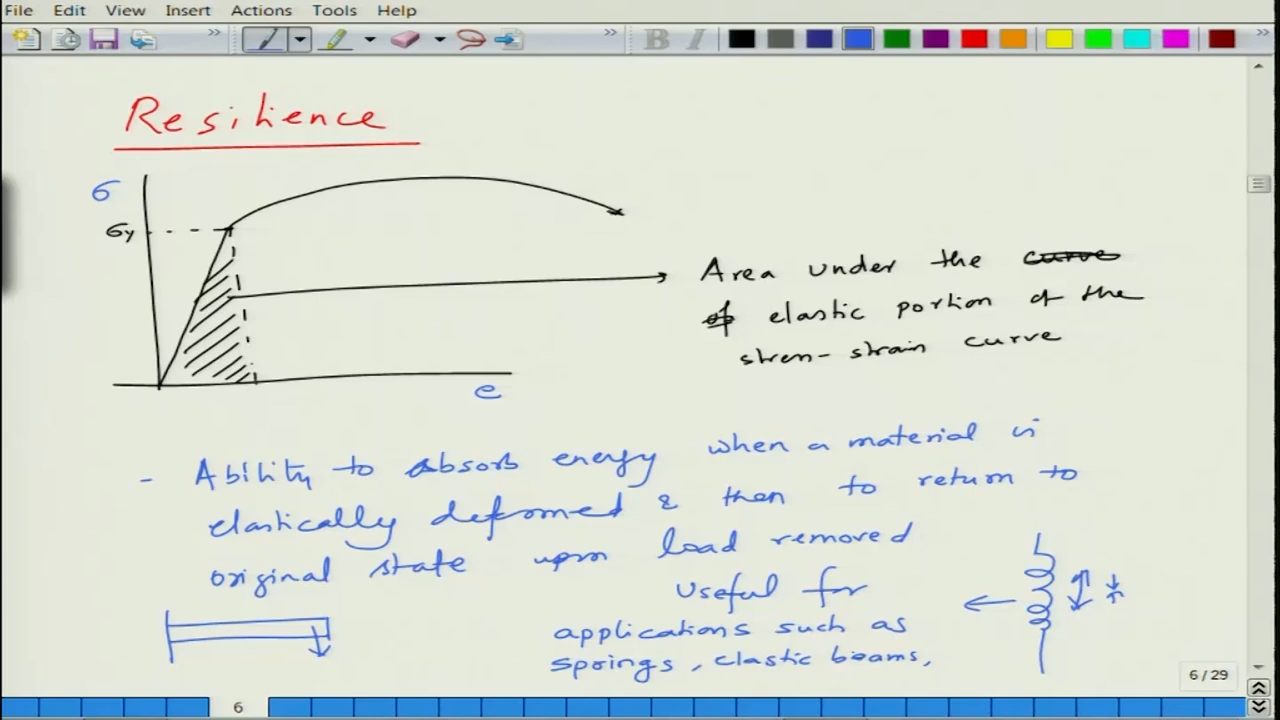 File Edit View Insert Actions Tools Help
B I
Resilience
σ
σy
e
Area under the curve
of elastic portion of the
stress-strain curve
- Ability to absorb energy when a material is
elastically deformed & then to return to
original state upon load removed
Useful for
applications such as
springs, elastic beams,
6 / 29
6